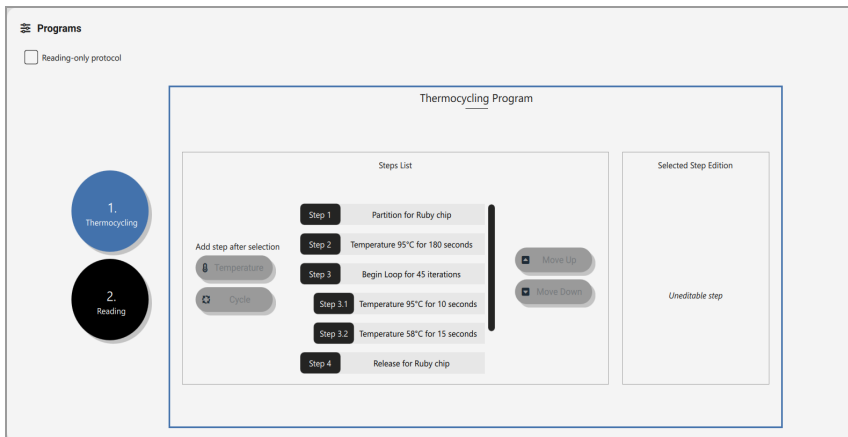 Programs
Reading-only protocol
Thermocycling Program
Steps List
Selected Step Edition
1.
Thermocycling
2.
Reading
Add step after selection
Temperature
Cycle
Step 1 Partition for Ruby chip
Step 2 Temperature 95°C for 180 seconds
Step 3 Begin Loop for 45 iterations
Step 3.1 Temperature 95°C for 10 seconds
Step 3.2 Temperature 58°C for 15 seconds
Step 4 Release for Ruby chip
Move Up
Move Down
Uneditable step